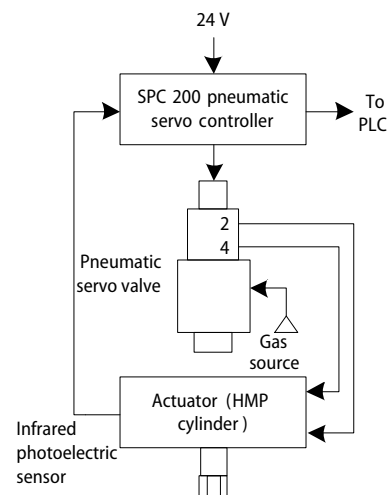 24 V
SPC 200 pneumatic
servo controller
To
PLC
2
4
Pneumatic
servo valve
Gas
source
Actuator (HMP
cylinder )
Infrared
photoelectric
sensor